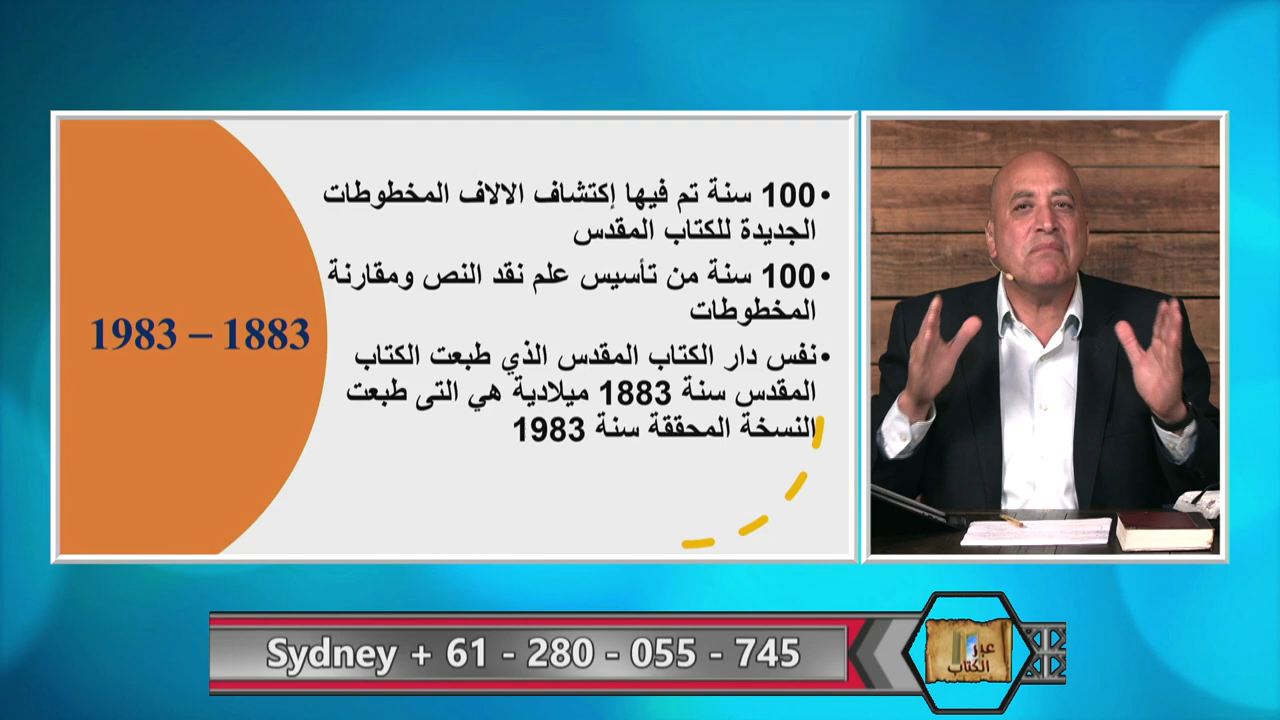 •100 سنة تم فيها إكتشاف الالاف المخطوطات
الجديدة للكتاب المقدس
•100 سنة من تأسيس علم نقد النص ومقارنة
المخطوطات
•نفس دار الكتاب المقدس الذي طبعت الكتاب
المقدس سنة 1883 ميلادية هي التى طبعت
النسخة المحققة سنة 1983
1983 – 1883
Sydney + 61 - 280 - 055 - 745
عبر
الكتاب